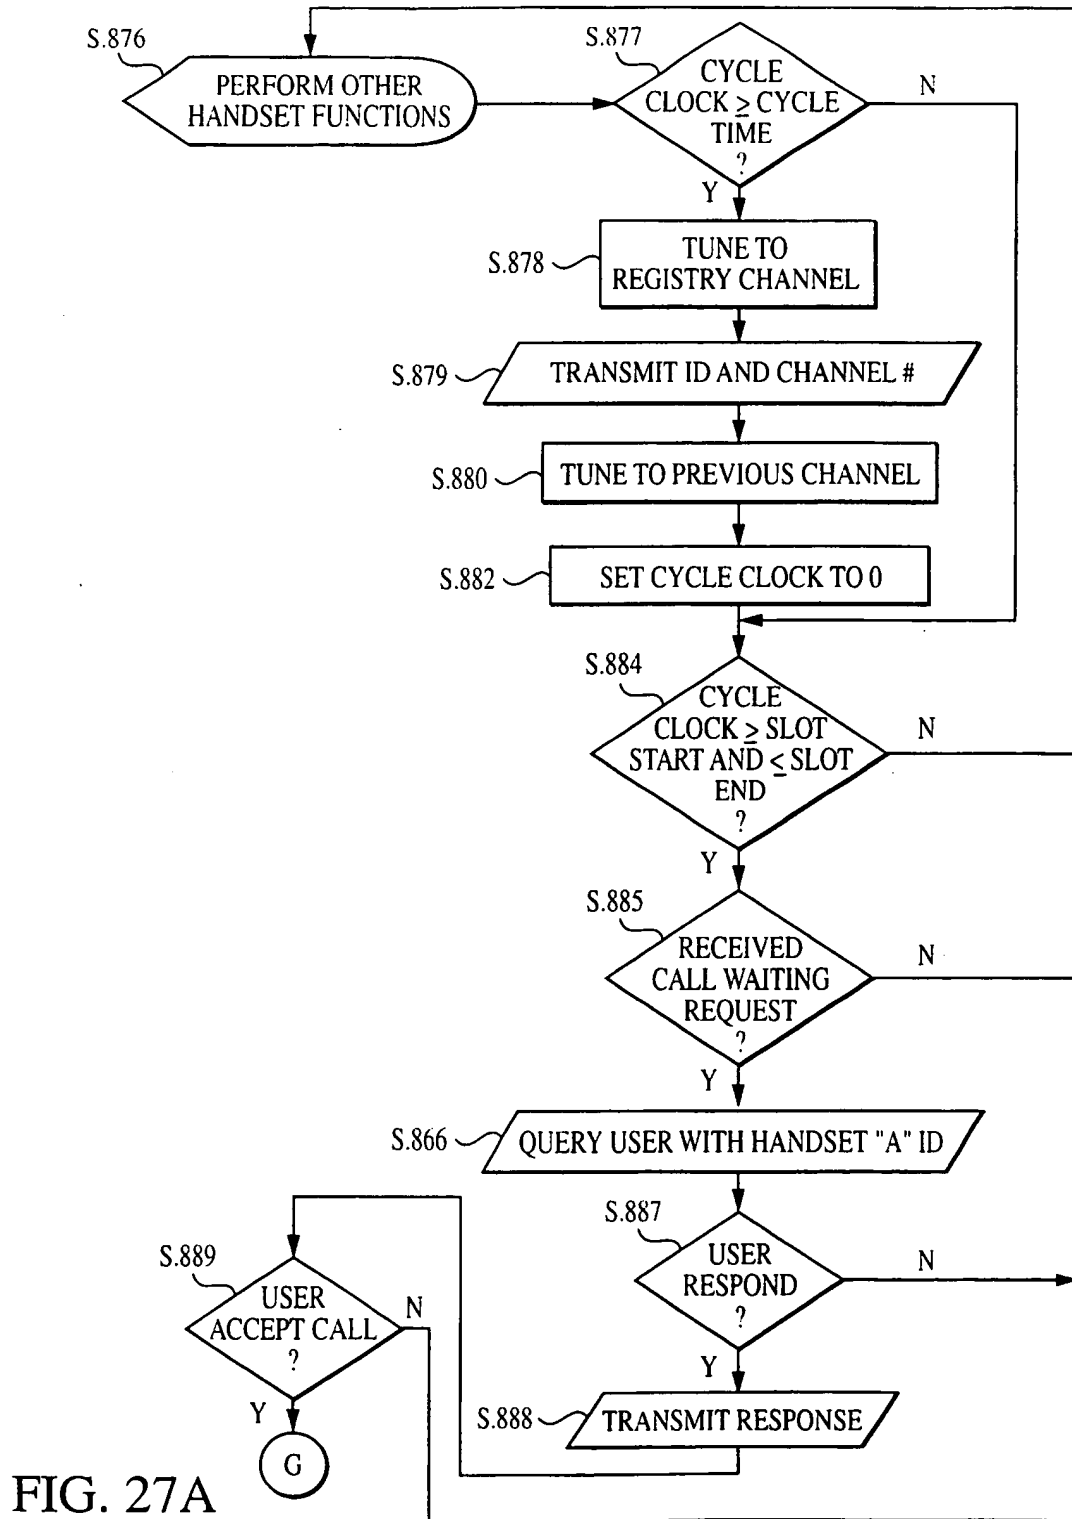 S.876
PERFORM OTHER
HANDSET FUNCTIONS
S.877
CYCLE
CLOCK ≥ CYCLE
TIME
?
N
Y
S.878
TUNE TO
REGISTRY CHANNEL
S.879
TRANSMIT ID AND CHANNEL #
S.880
TUNE TO PREVIOUS CHANNEL
S.882
SET CYCLE CLOCK TO 0
S.884
CYCLE
CLOCK ≥ SLOT
START AND ≤ SLOT
END
?
N
Y
S.885
RECEIVED
CALL WAITING
REQUEST
?
N
Y
S.866
QUERY USER WITH HANDSET "A" ID
S.887
USER
RESPOND
?
N
Y
S.888
TRANSMIT RESPONSE
S.889
USER
ACCEPT CALL
?
N
Y
G
FIG. 27A